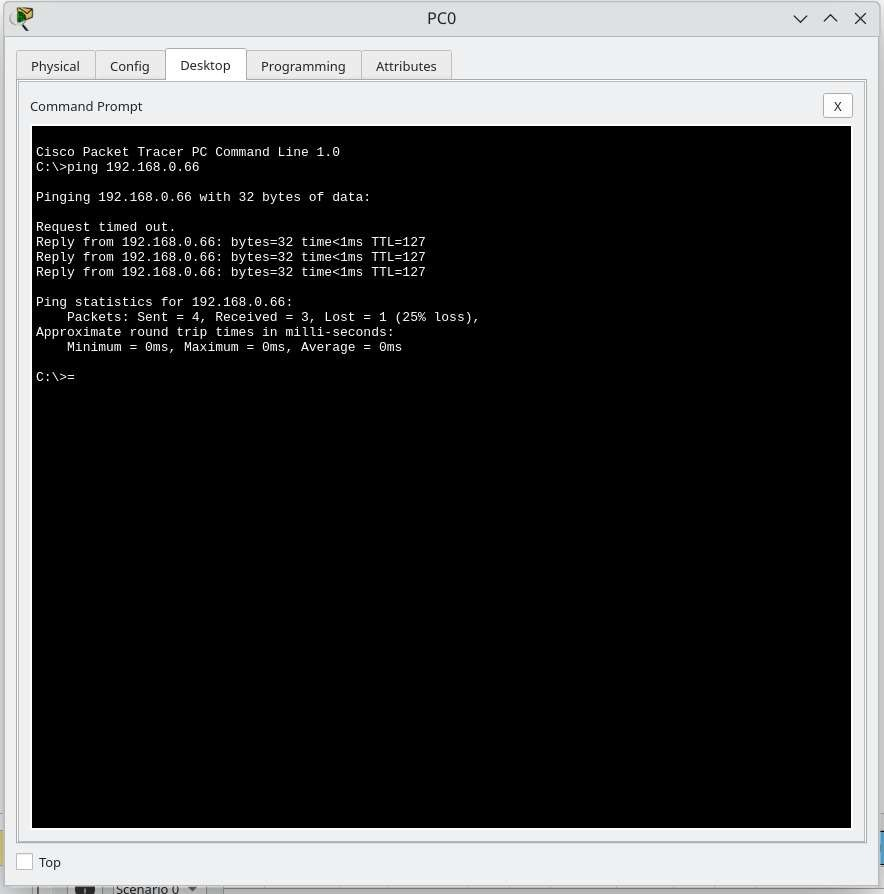 PC0
Physical Config Desktop Programming Attributes
Command Prompt
X
Cisco Packet Tracer PC Command Line 1.0
C:\>ping 192.168.0.66
Pinging 192.168.0.66 with 32 bytes of data:
Request timed out.
Reply from 192.168.0.66: bytes=32 time<1ms TTL=127
Reply from 192.168.0.66: bytes=32 time<1ms TTL=127
Reply from 192.168.0.66: bytes=32 time<1ms TTL=127
Ping statistics for 192.168.0.66:
    Packets: Sent = 4, Received = 3, Lost = 1 (25% loss),
Approximate round trip times in milli-seconds:
    Minimum = 0ms, Maximum = 0ms, Average = 0ms
C:\>=
Top
Scenario 0